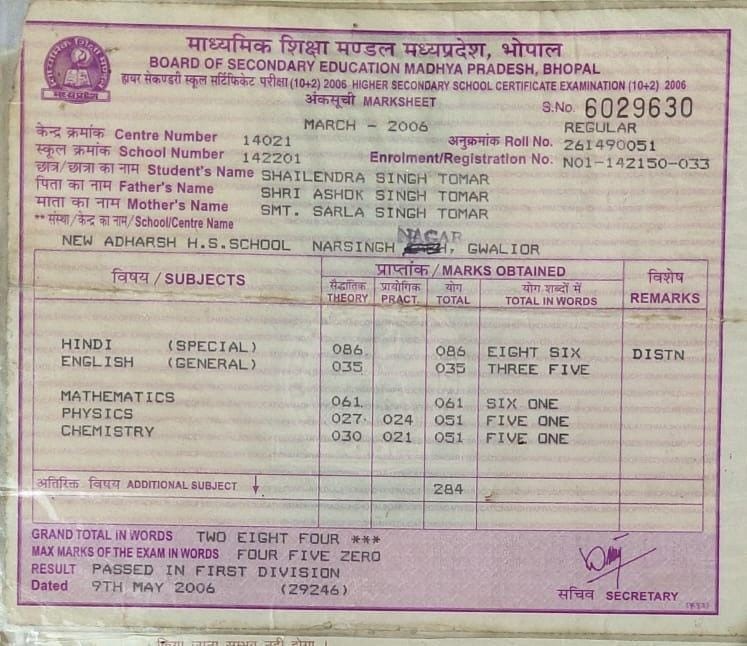 माध्यमिक शिक्षा मण्डल मध्यप्रदेश, भोपाल
BOARD OF SECONDARY EDUCATION MADHYA PRADESH, BHOPAL
हायर सेकण्डरी स्कूल सर्टिफिकेट परीक्षा (10+2) 2006 HIGHER SECONDARY SCHOOL CERTIFICATE EXAMINATION (10+2) 2006
अंकसूची MARKSHEET
S.No. 6029630
मध्यप्रदेश
MARCH - 2006 REGULAR
केन्द्र क्रमांक Centre Number 14021 अनुक्रमांक Roll No. 261490051
स्कूल क्रमांक School Number 142201 Enrolment/Registration No. N01-142150-033
छात्र/छात्रा का नाम Student's Name SHAILENDRA SINGH TOMAR
पिता का नाम Father's Name SHRI ASHOK SINGH TOMAR
माता का नाम Mother's Name SMT. SARLA SINGH TOMAR
** संस्था/केन्द्र का नाम/School/Centre Name
NEW ADHARSH H.S.SCHOOL NARSINGH NAGAR, GWALIOR
विषय/SUBJECTS प्राप्तांक/MARKS OBTAINED विशेष REMARKS
सैद्धांतिक THEORY प्रायोगिक PRACT. योग TOTAL योग शब्दों में TOTAL IN WORDS
HINDI (SPECIAL) 086 086 EIGHT SIX DISTN
ENGLISH (GENERAL) 035 035 THREE FIVE
MATHEMATICS 061 061 SIX ONE
PHYSICS 027 024 051 FIVE ONE
CHEMISTRY 030 021 051 FIVE ONE
अतिरिक्त विषय ADDITIONAL SUBJECT 284
GRAND TOTAL IN WORDS TWO EIGHT FOUR ***
MAX MARKS OF THE EXAM IN WORDS FOUR FIVE ZERO
RESULT PASSED IN FIRST DIVISION
Dated 9TH MAY 2006 (29246)
सचिव SECRETARY